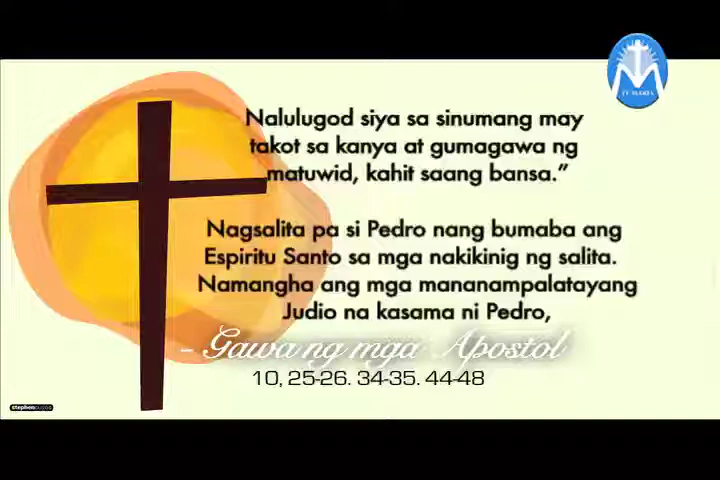 Nalulugod siya sa sinumang may
takot sa kanya at gumagawa ng
matuwid, kahit saang bansa.”
Nagsalita pa si Pedro nang bumaba ang
Espiritu Santo sa mga nakikinig ng salita.
Namangha ang mga mananampalatayang
Judio na kasama ni Pedro,
- Gawa ng mga Apostol
10, 25-26. 34-35. 44-48